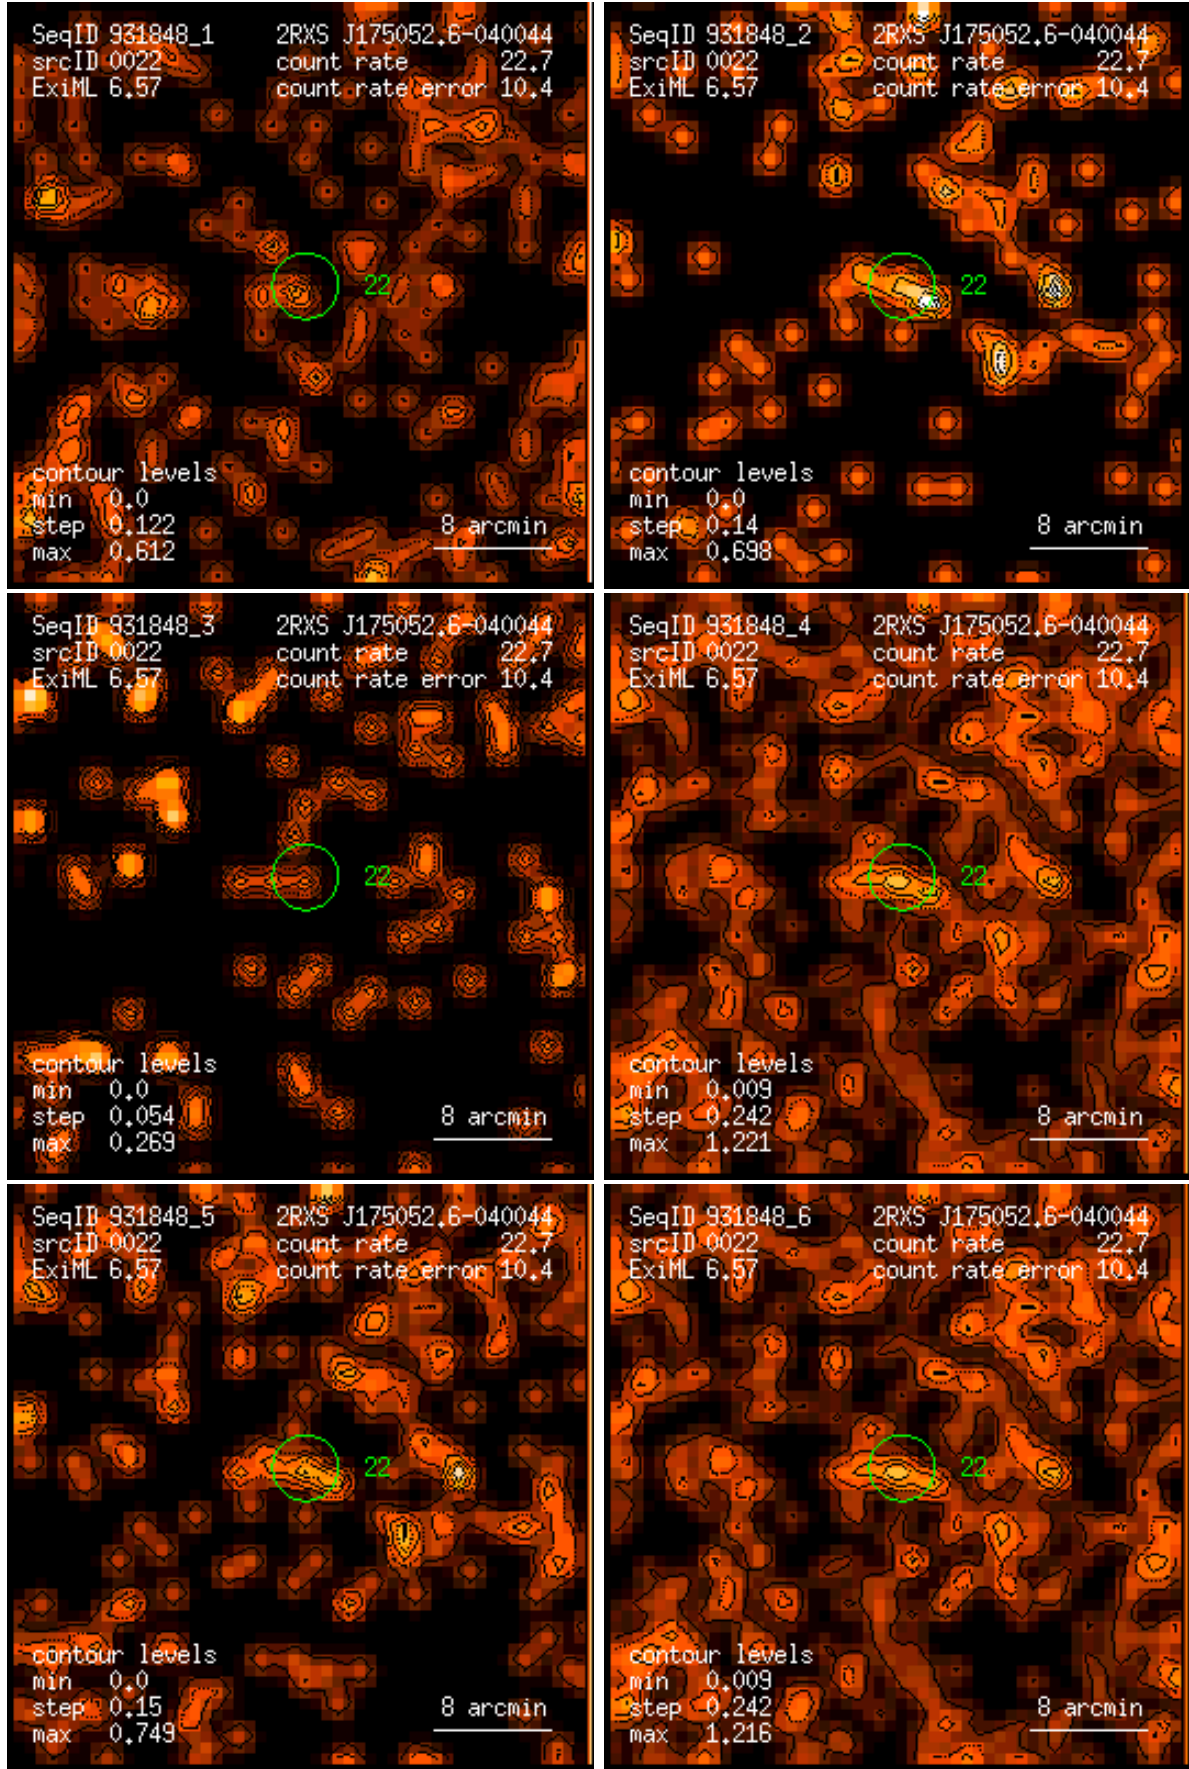 SeqID 931848_1 2RXS J175052.6-040044
srcID 0022 count rate 22.7
ExiML 6.57 count rate error 10.4
22
contour levels
min 0.0
step 0.122
max 0.612
8 arcmin
SeqID 931848_2 2RXS J175052.6-040044
srcID 0022 count rate 22.7
ExiML 6.57 count rate error 10.4
22
contour levels
min 0.0
step 0.14
max 0.698
8 arcmin
SeqID 931848_3 2RXS J175052.6-040044
srcID 0022 count rate 22.7
ExiML 6.57 count rate error 10.4
22
contour levels
min 0.0
step 0.054
max 0.269
8 arcmin
SeqID 931848_4 2RXS J175052.6-040044
srcID 0022 count rate 22.7
ExiML 6.57 count rate error 10.4
22
contour levels
min 0.009
step 0.242
max 1.221
8 arcmin
SeqID 931848_5 2RXS J175052.6-040044
srcID 0022 count rate 22.7
ExiML 6.57 count rate error 10.4
22
contour levels
min 0.0
step 0.15
max 0.749
8 arcmin
SeqID 931848_6 2RXS J175052.6-040044
srcID 0022 count rate 22.7
ExiML 6.57 count rate error 10.4
22
contour levels
min 0.009
step 0.242
max 1.216
8 arcmin